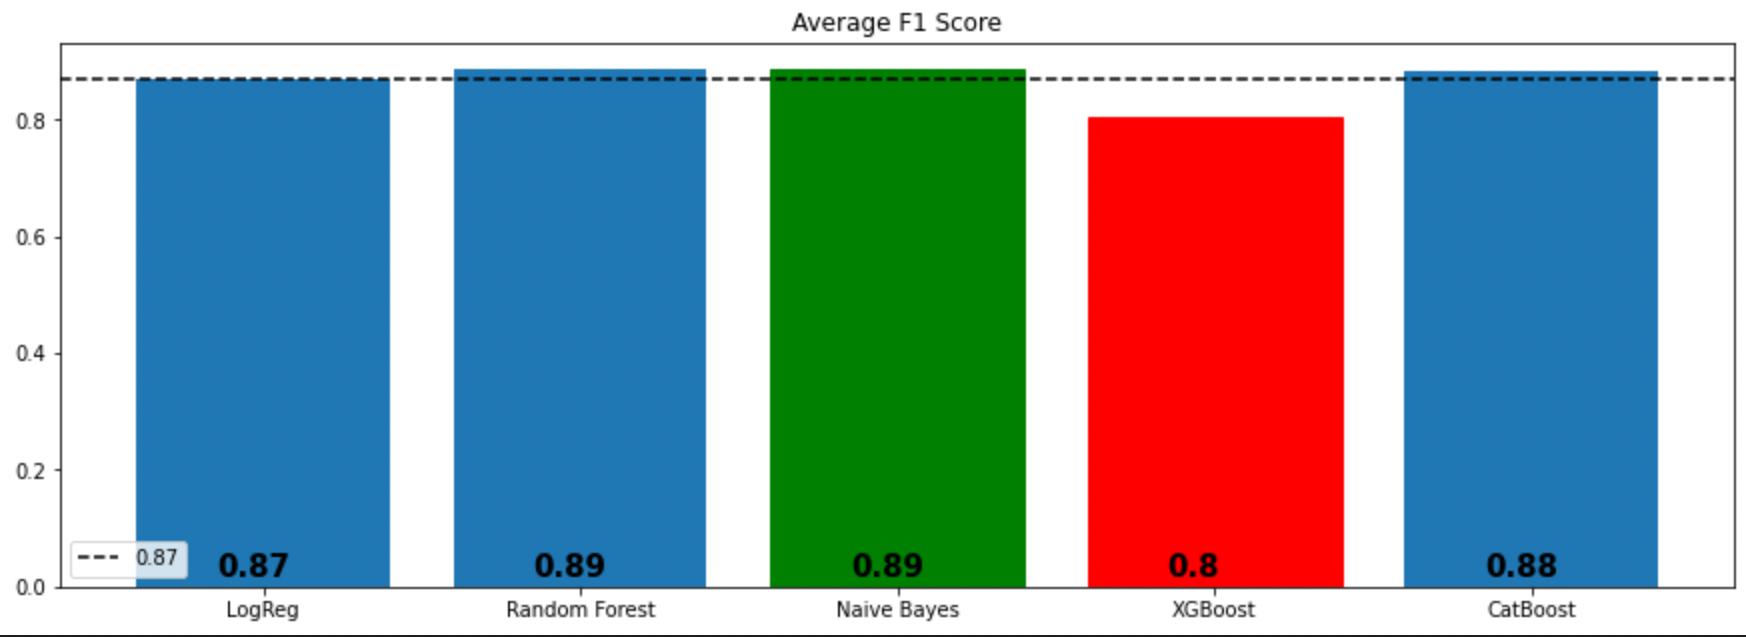 Average F1 Score
0.8
0.6
0.4
0.2
0.0
0.87
0.87
0.89
0.89
0.8
0.88
LogReg
Random Forest
Naive Bayes
XGBoost
CatBoost